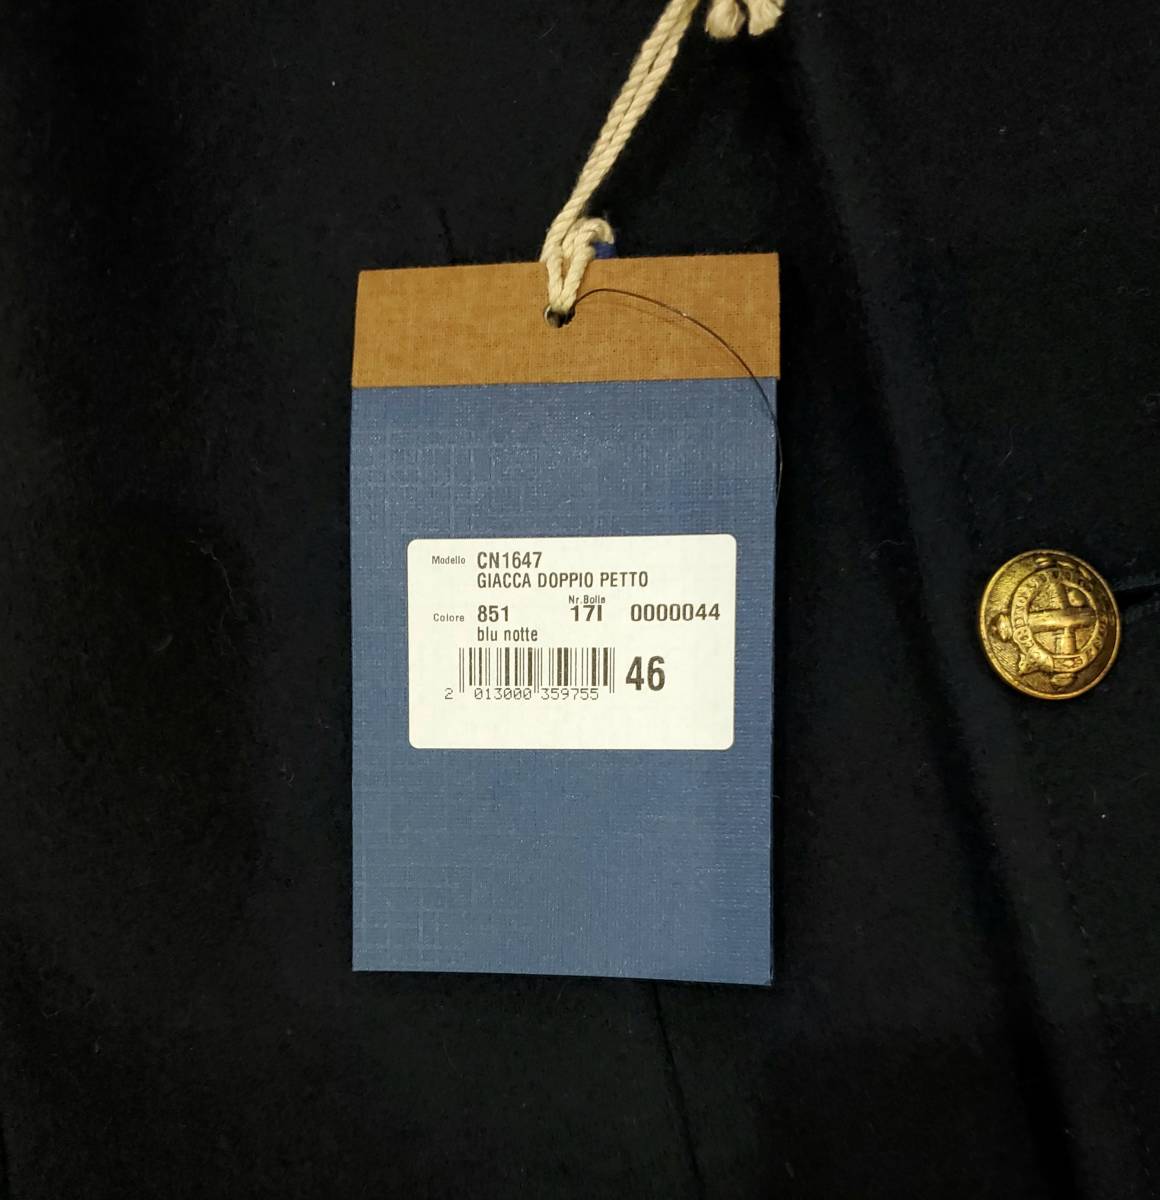 Modello CN1647
GIACCA DOPPIO PETTO
Nr.Bolla
Colore 851 17I 0000044
blu notte
2 013000 359755 46